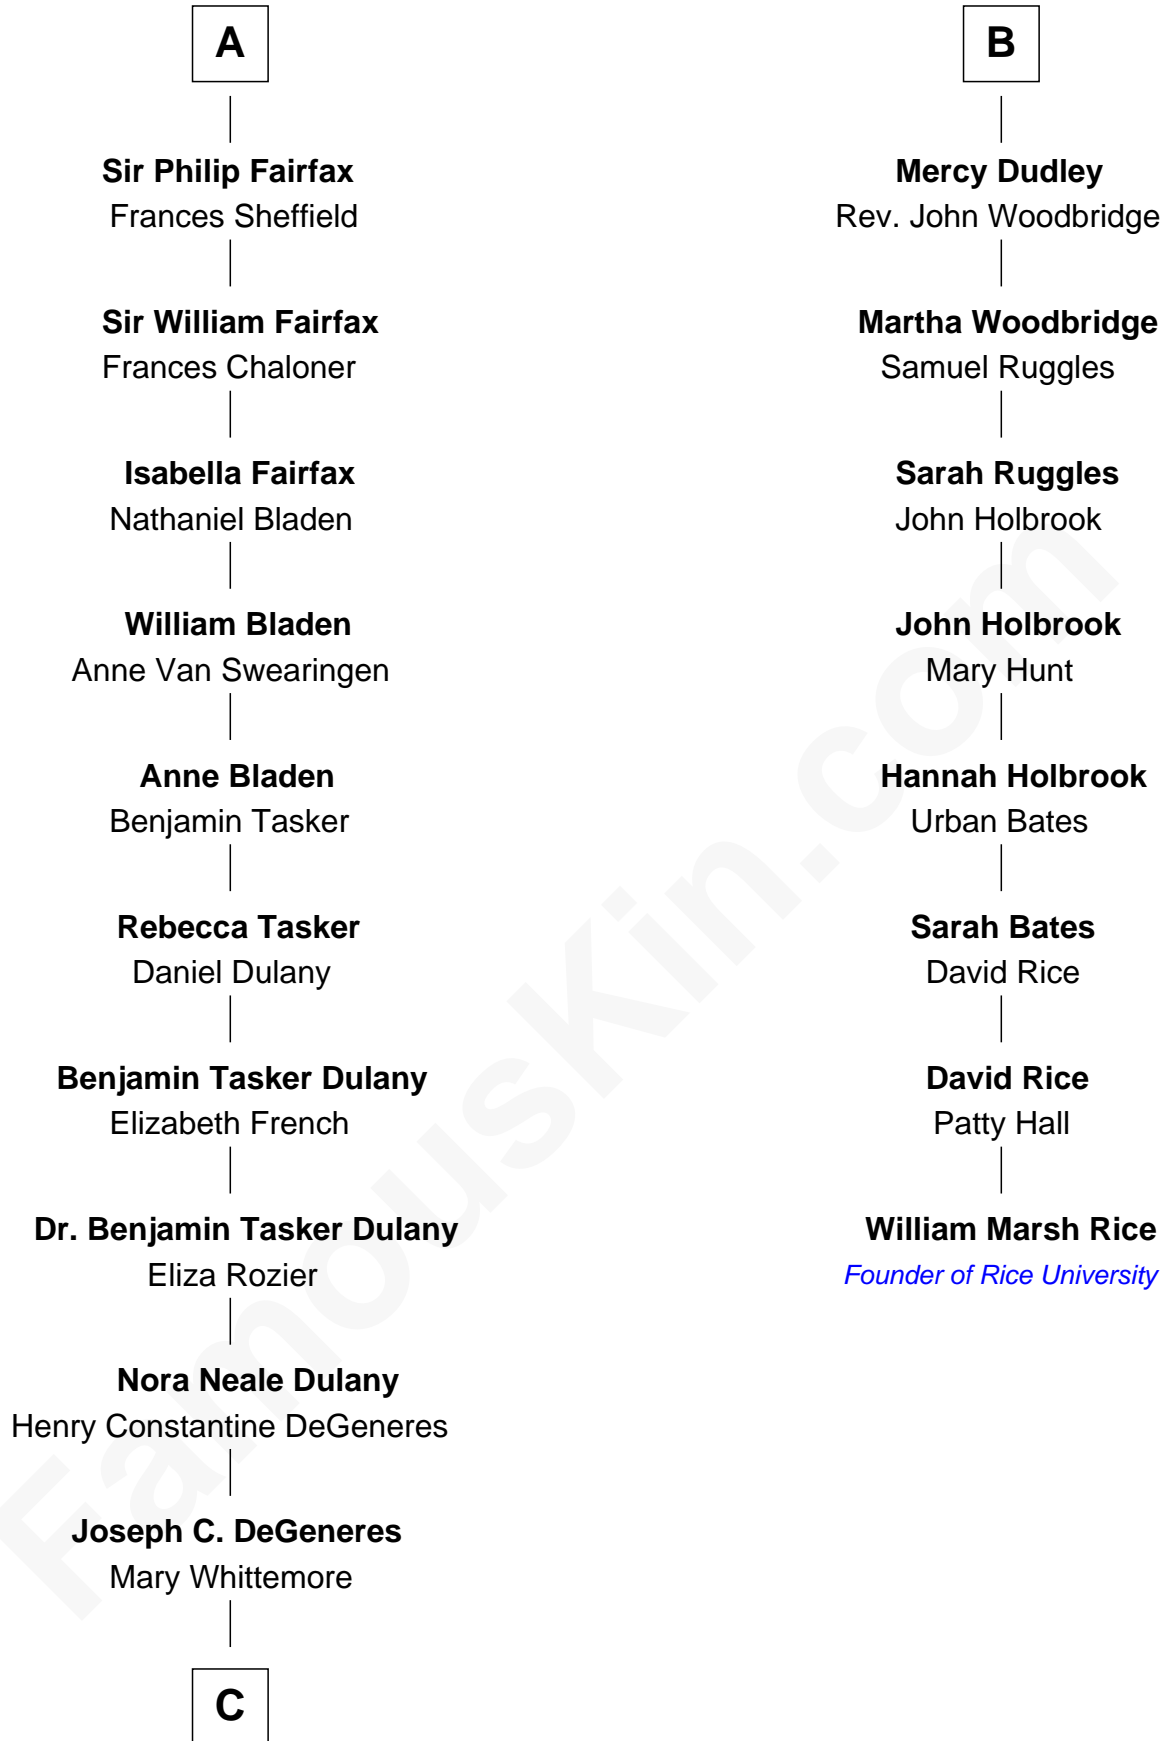 A
Sir Philip Fairfax
Frances Sheffield
Sir William Fairfax
Frances Chaloner
Isabella Fairfax
Nathaniel Bladen
William Bladen
Anne Van Swearingen
Anne Bladen
Benjamin Tasker
Rebecca Tasker
Daniel Dulany
Benjamin Tasker Dulany
Elizabeth French
Dr. Benjamin Tasker Dulany
Eliza Rozier
Nora Neale Dulany
Henry Constantine DeGeneres
Joseph C. DeGeneres
Mary Whittemore
C
B
Mercy Dudley
Rev. John Woodbridge
Martha Woodbridge
Samuel Ruggles
Sarah Ruggles
John Holbrook
John Holbrook
Mary Hunt
Hannah Holbrook
Urban Bates
Sarah Bates
David Rice
David Rice
Patty Hall
William Marsh Rice
Founder of Rice University
FamousKin.com